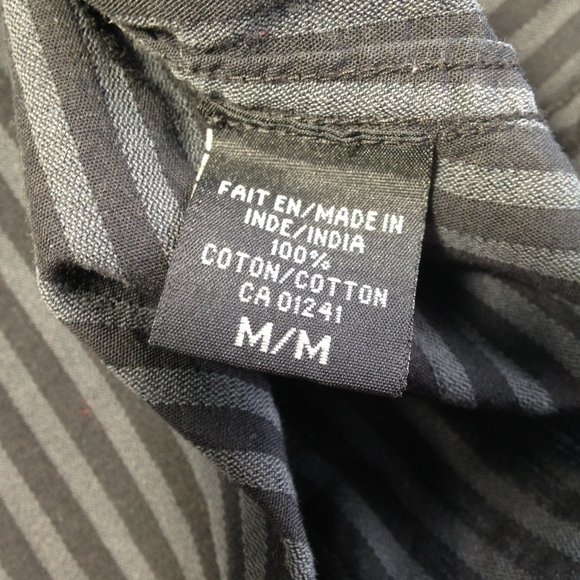 FAIT EN/MADE IN
INDE/INDIA
100%
COTON/COTTON
CA 01241
M/M